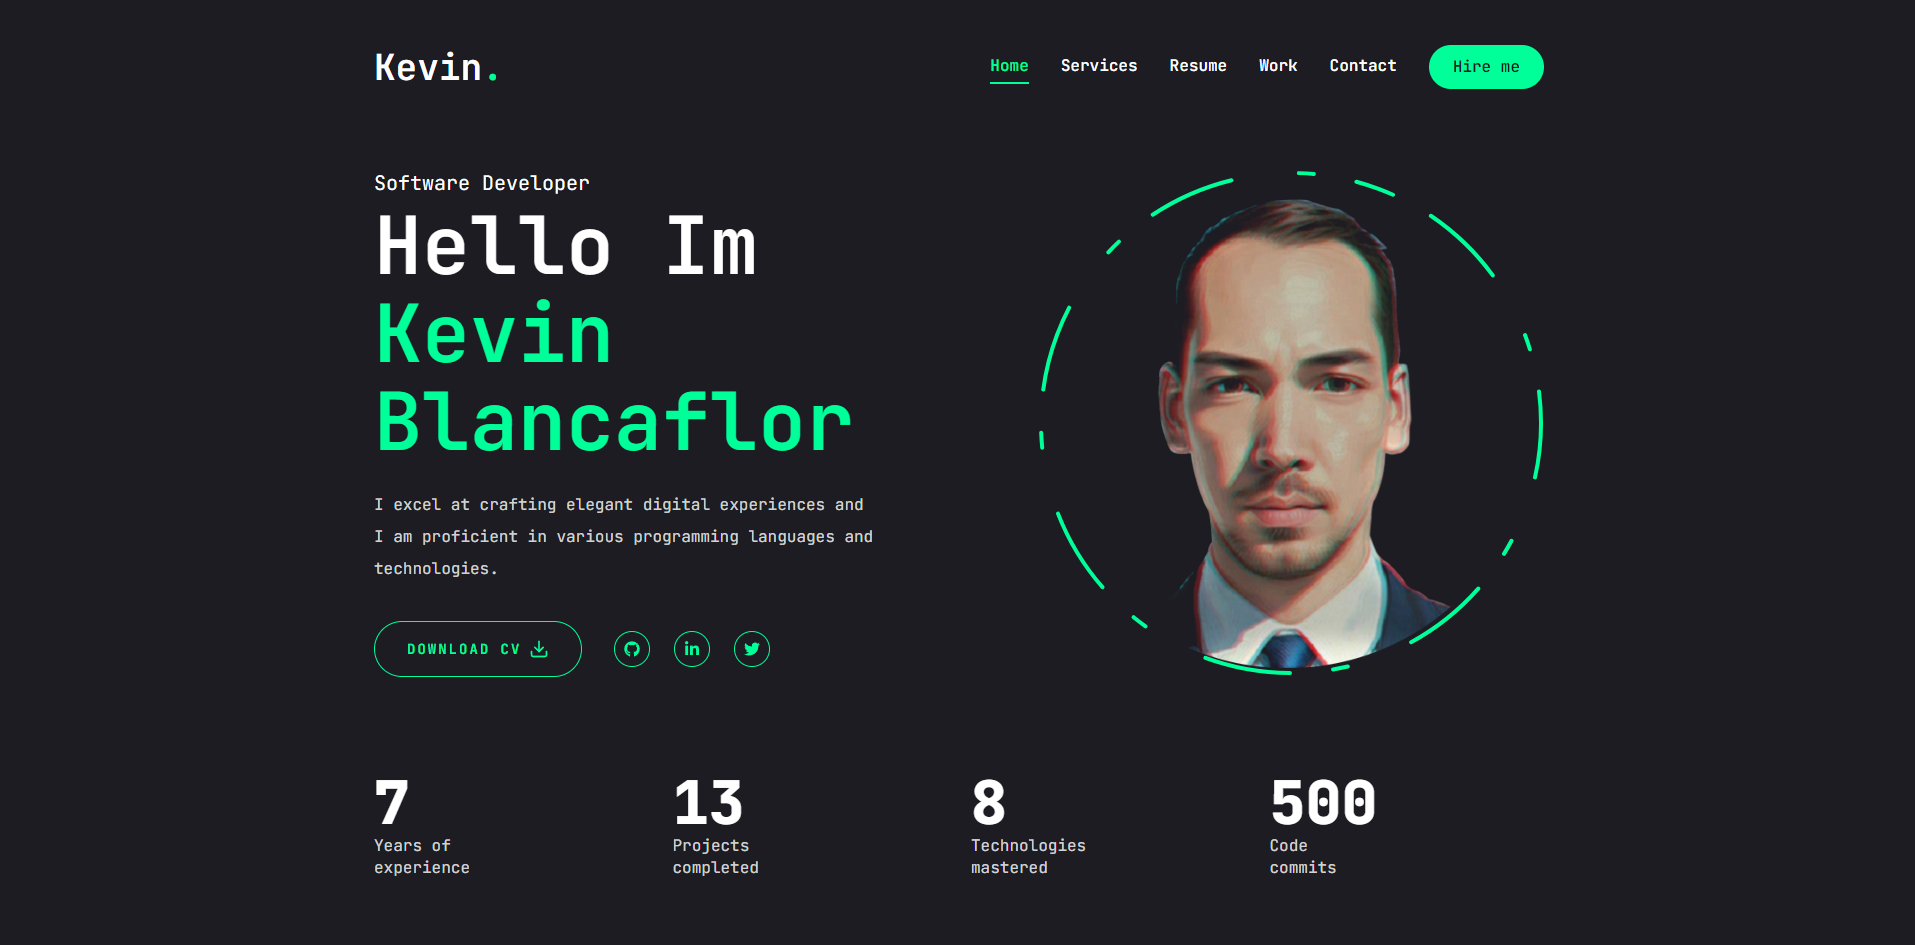 Kevin.
Home Services Resume Work Contact Hire me
Software Developer
Hello Im
Kevin
Blancaflor
I excel at crafting elegant digital experiences and
I am proficient in various programming languages and
technologies.
DOWNLOAD CV
in
7
Years of
experience
13
Projects
completed
8
Technologies
mastered
500
Code
commits